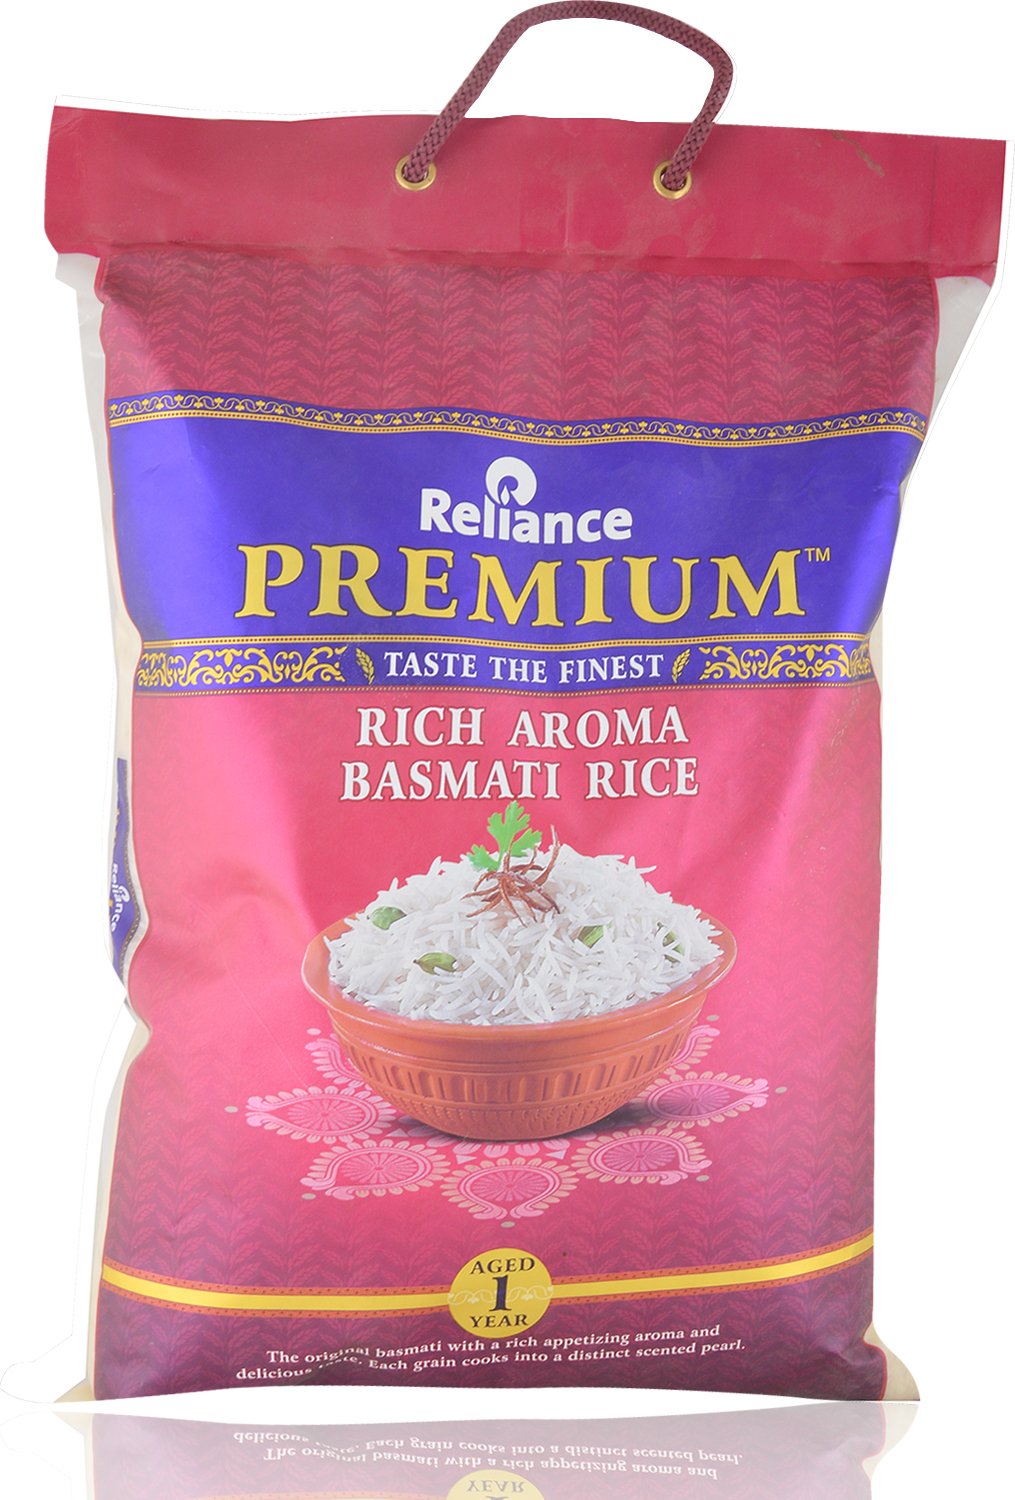 Reliance
PREMIUM™
TASTE THE FINEST
RICH AROMA
BASMATI RICE
Reliance
AGED
1
YEAR
The original basmati with a rich appetizing aroma and
delicious taste. Each grain cooks into a distinct scented pearl.